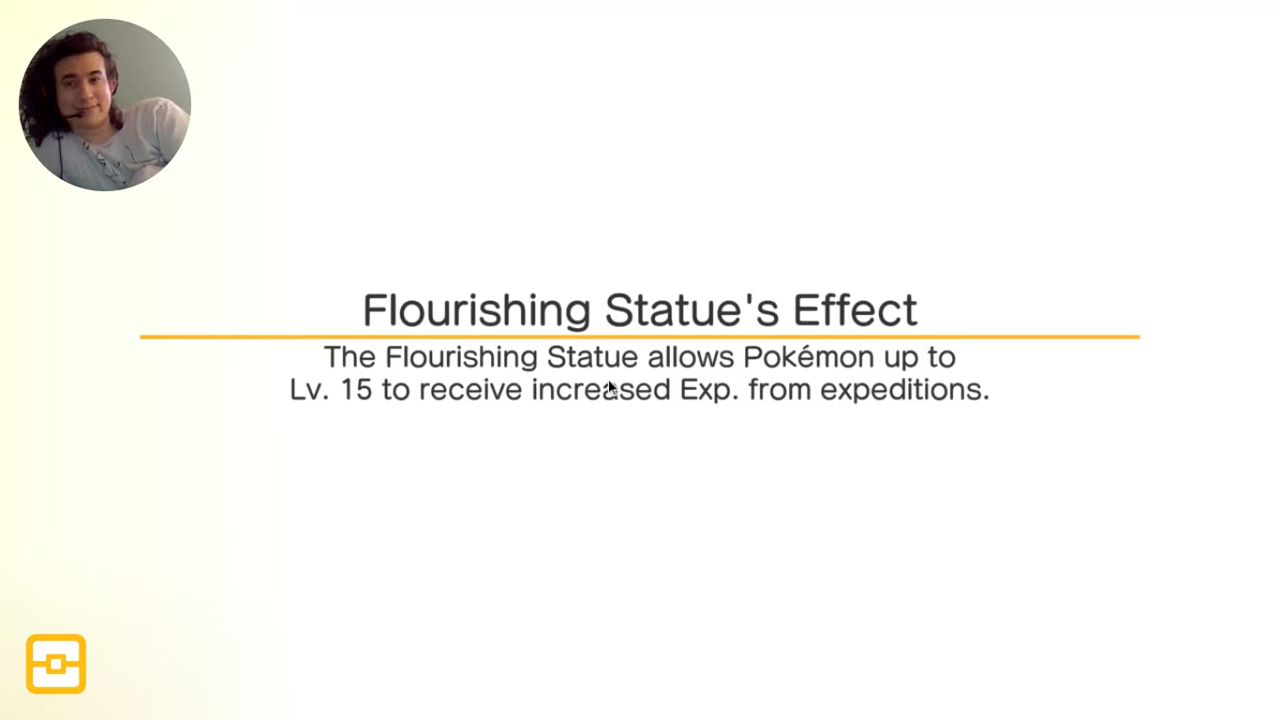 Flourishing Statue's Effect
The Flourishing Statue allows Pokémon up to
Lv. 15 to receive increased Exp. from expeditions.